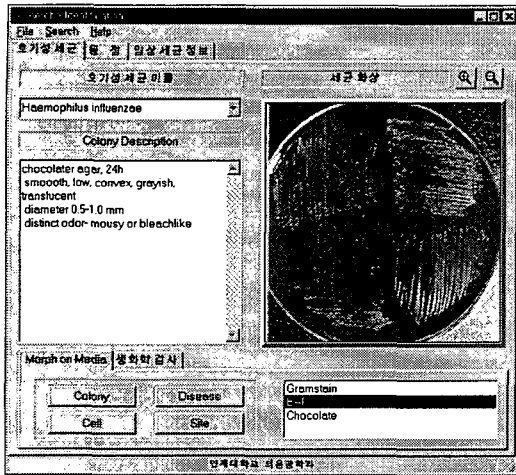 File Search Help
호기성 세균 | 원 점 | 임상 세균 정보
호기성 세균 이름
세균 화상
Haemophilus influenzae
Colony Description
chocolater agar, 24h
smoooth, low, convex, grayish,
translucent
diameter 0.5-1.0 mm
distinct odor- mousy or bleachlike
Morph on Media | 생화학 검사
Colony
Disease
Cell
Site
Gramstain
Chocolate
인제대학교 의용공학과